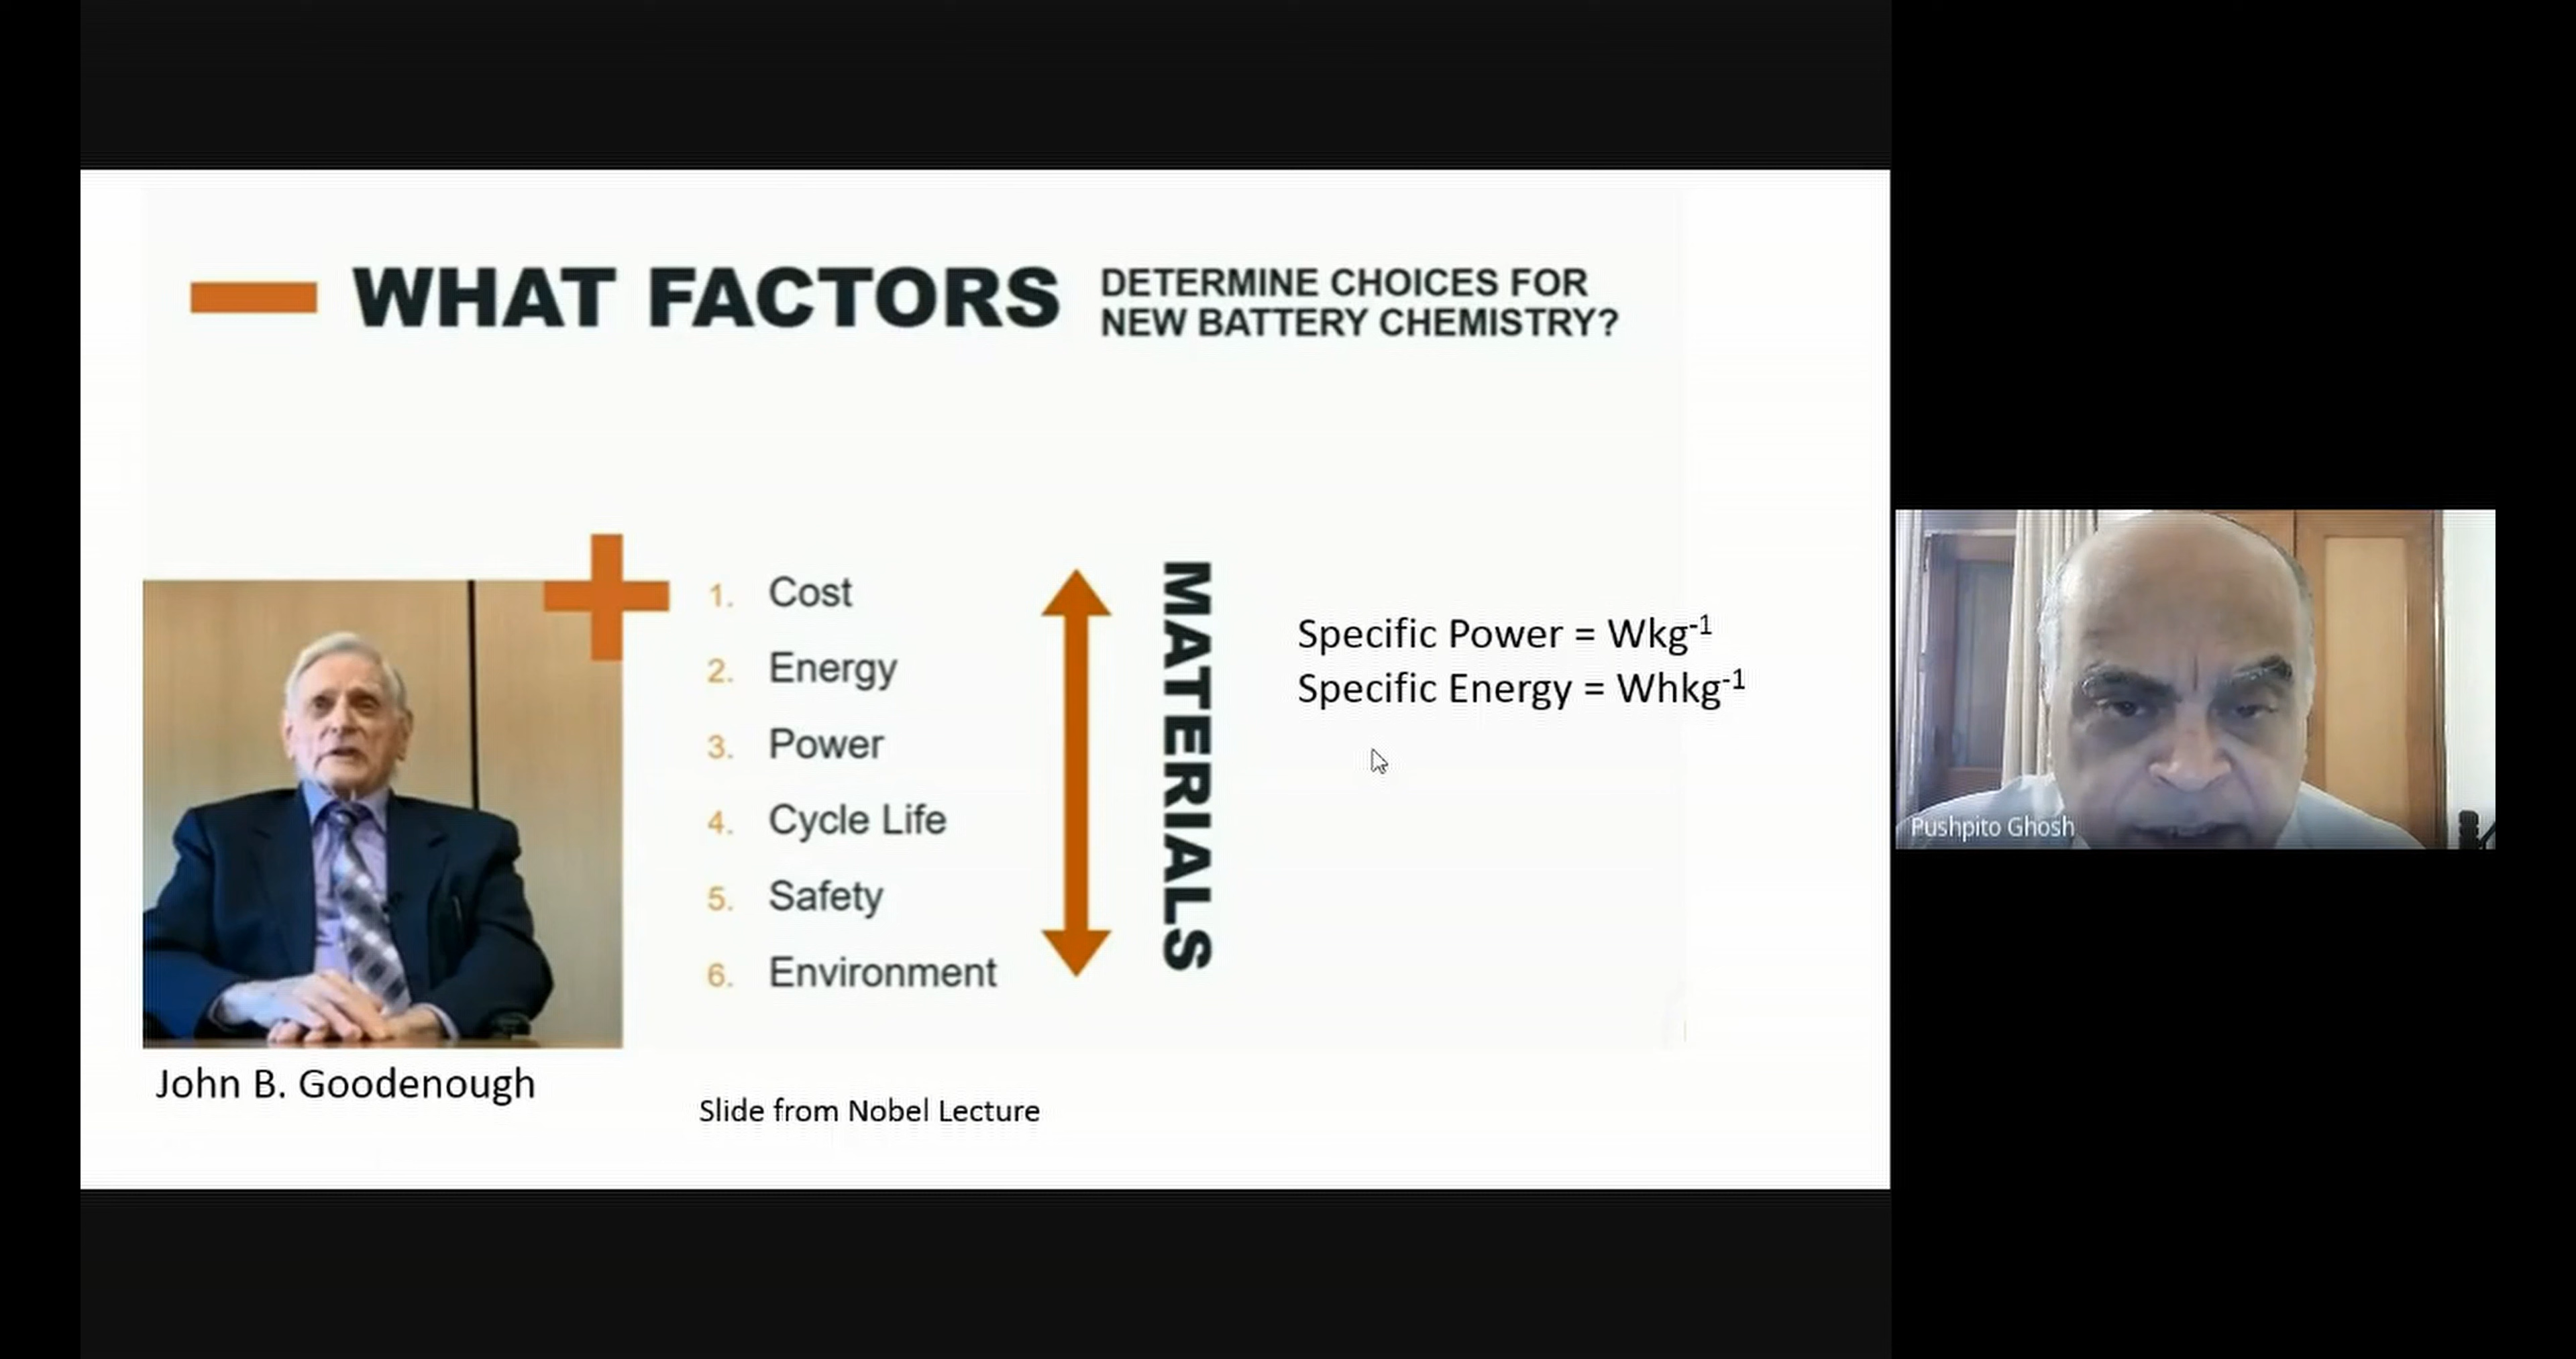 WHAT FACTORS
DETERMINE CHOICES FOR
NEW BATTERY CHEMISTRY?
1. Cost
2. Energy
3. Power
4. Cycle Life
5. Safety
6. Environment
MATERIALS
Specific Power = Wkg⁻¹
Specific Energy = Whkg⁻¹
John B. Goodenough
Slide from Nobel Lecture
Pushpito Ghosh